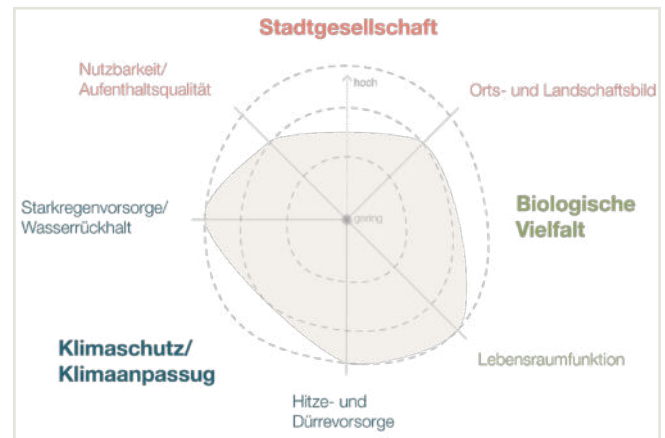 Stadtgesellschaft
Nutzbarkeit/
Aufenthaltsqualität
hoch
Orts- und Landschaftsbild
Starkregenvorsorge/
Wasserrückhalt
gering
Biologische
Vielfalt
Klimaschutz/
Klimaanpassug
Lebensraumfunktion
Hitze- und
Dürrevorsorge